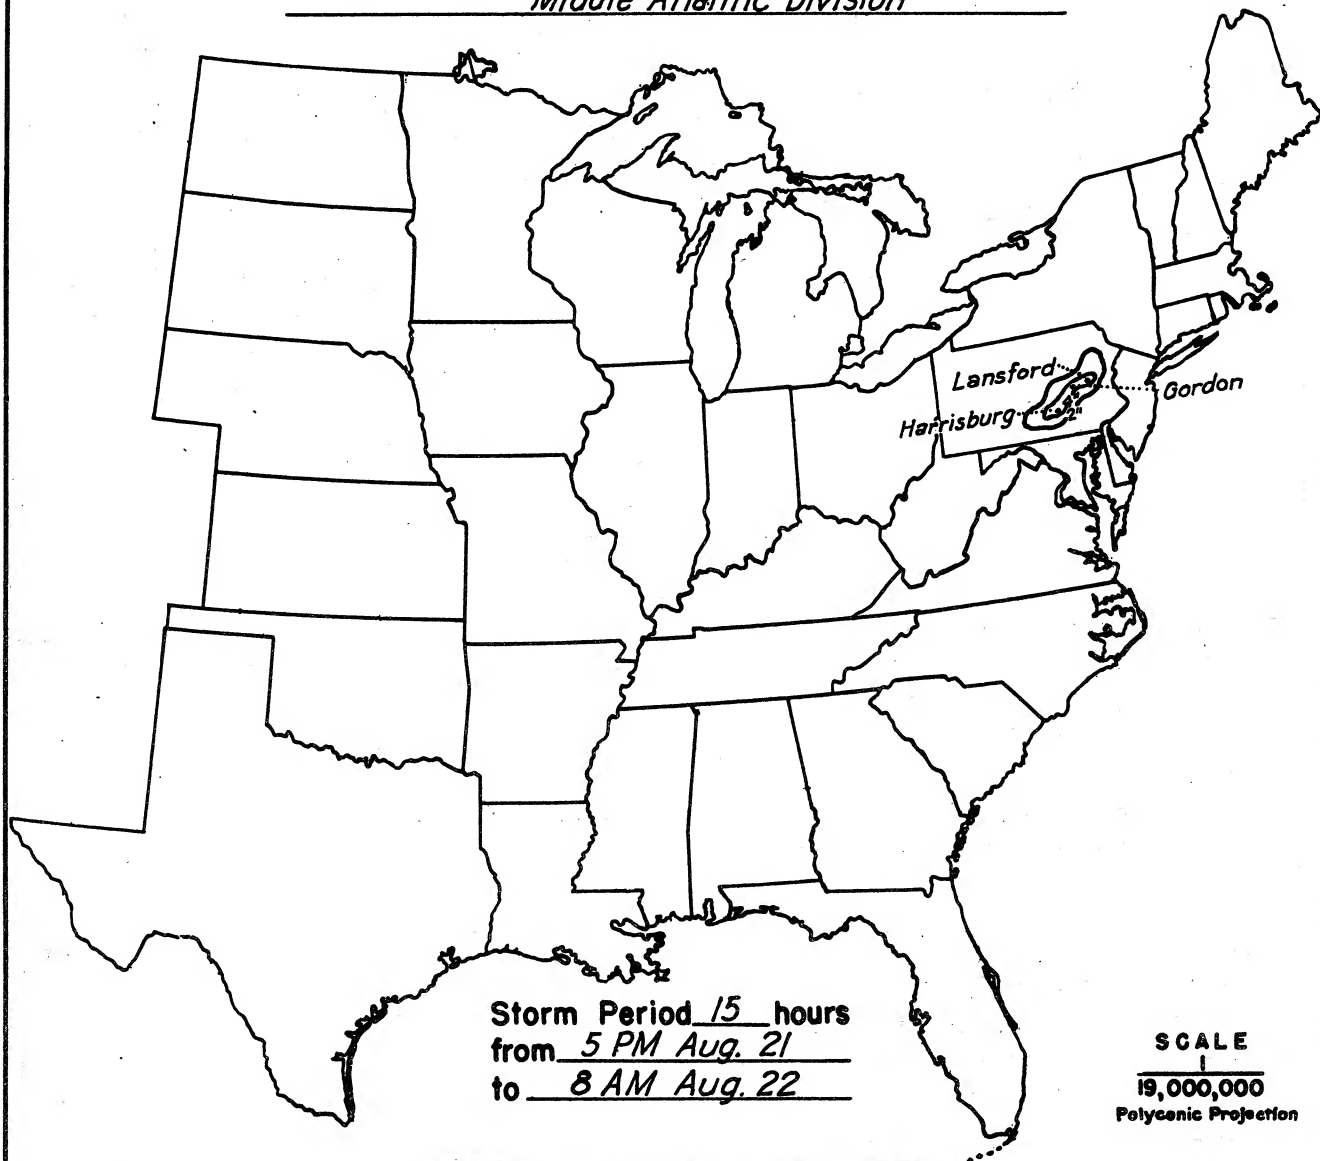 Middle Atlantic Division
Lansford
Gordon
Harrisburg
2"
Storm Period 15 hours
from 5 PM Aug. 21
to 8 AM Aug. 22
SCALE
1
19,000,000
Polyconic Projection